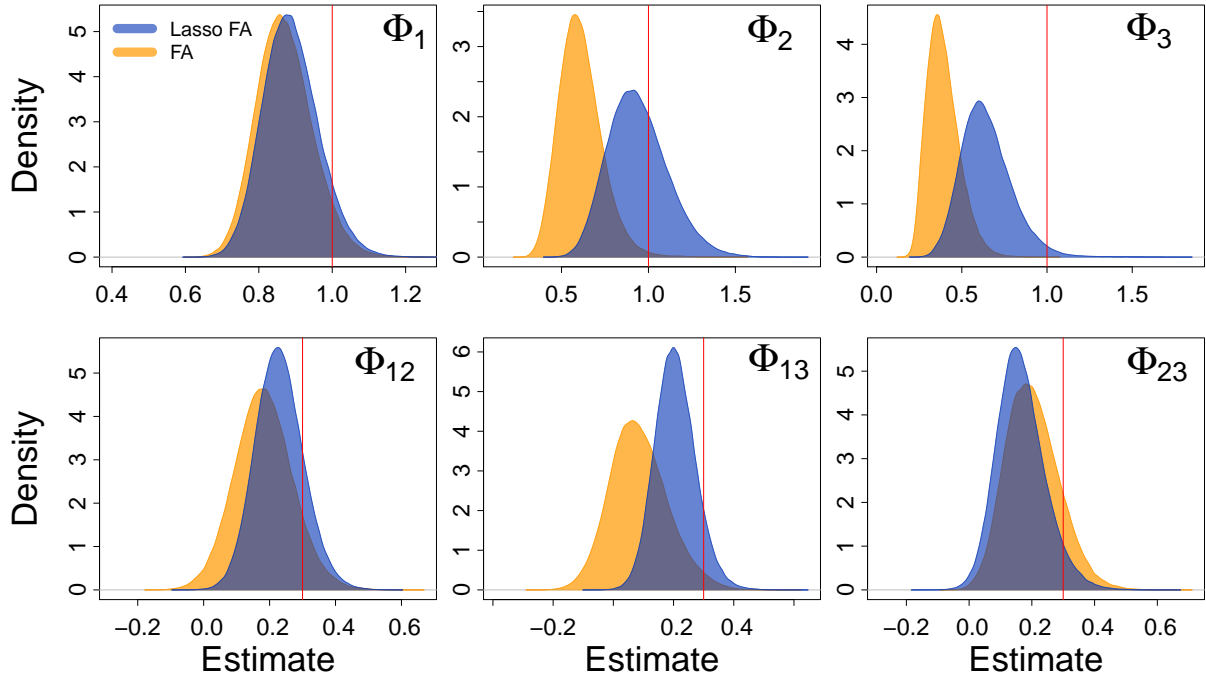 Lasso FA
FA
Φ1
Φ2
Φ3
Density
0 1 2 3 4 5
0.4 0.6 0.8 1.0 1.2
0 1 2 3
0.5 1.0 1.5
0 1 2 3 4
0.0 0.5 1.0 1.5
Φ12
Φ13
Φ23
Density
0 1 2 3 4 5
−0.2 0.0 0.2 0.4 0.6
0 1 2 3 4 5 6
−0.2 0.2 0.4
0 1 2 3 4 5
−0.2 0.0 0.2 0.4 0.6
Estimate
Estimate
Estimate